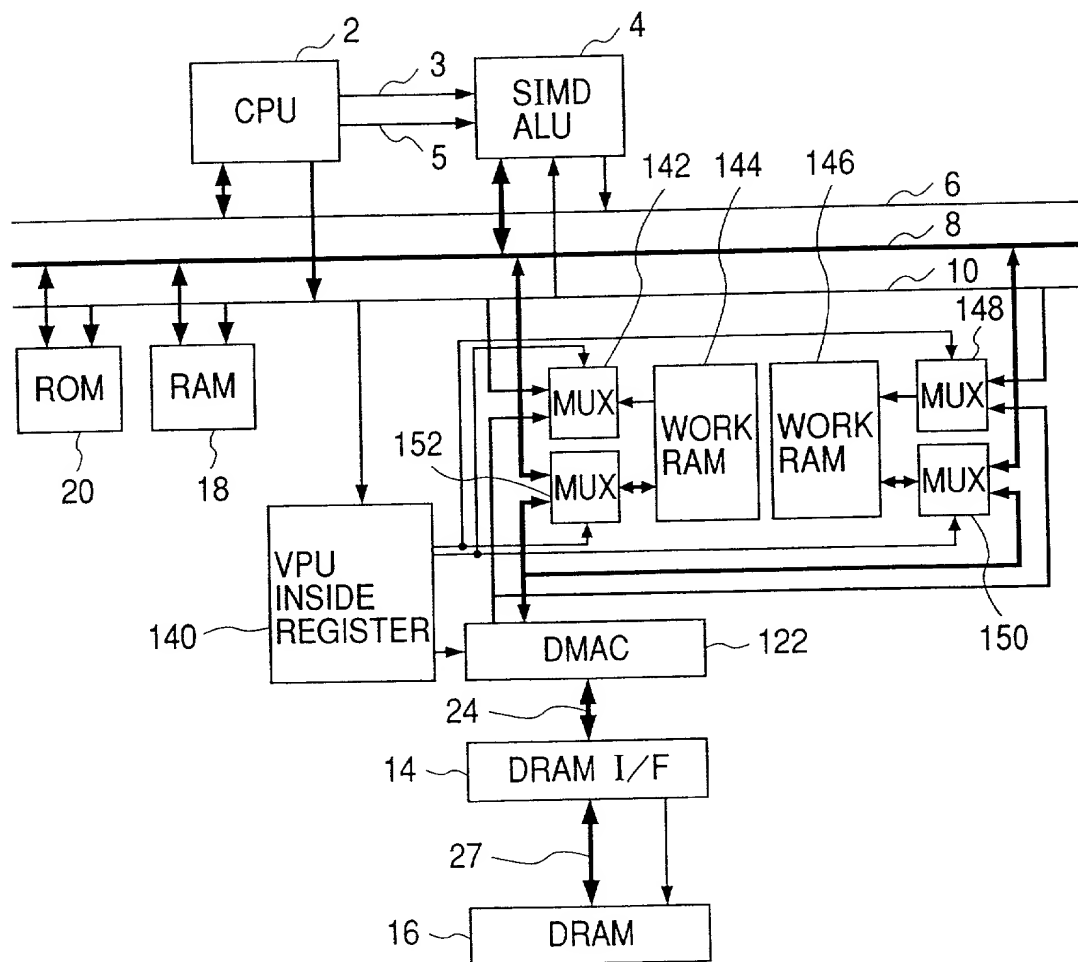 2
4
3
CPU
SIMD
ALU
5
142
144
146
6
8
10
148
ROM
RAM
MUX
WORK
RAM
WORK
RAM
MUX
152
MUX
MUX
20
18
VPU
INSIDE
REGISTER
140
150
DMAC
122
24
14
DRAM I/F
27
16
DRAM